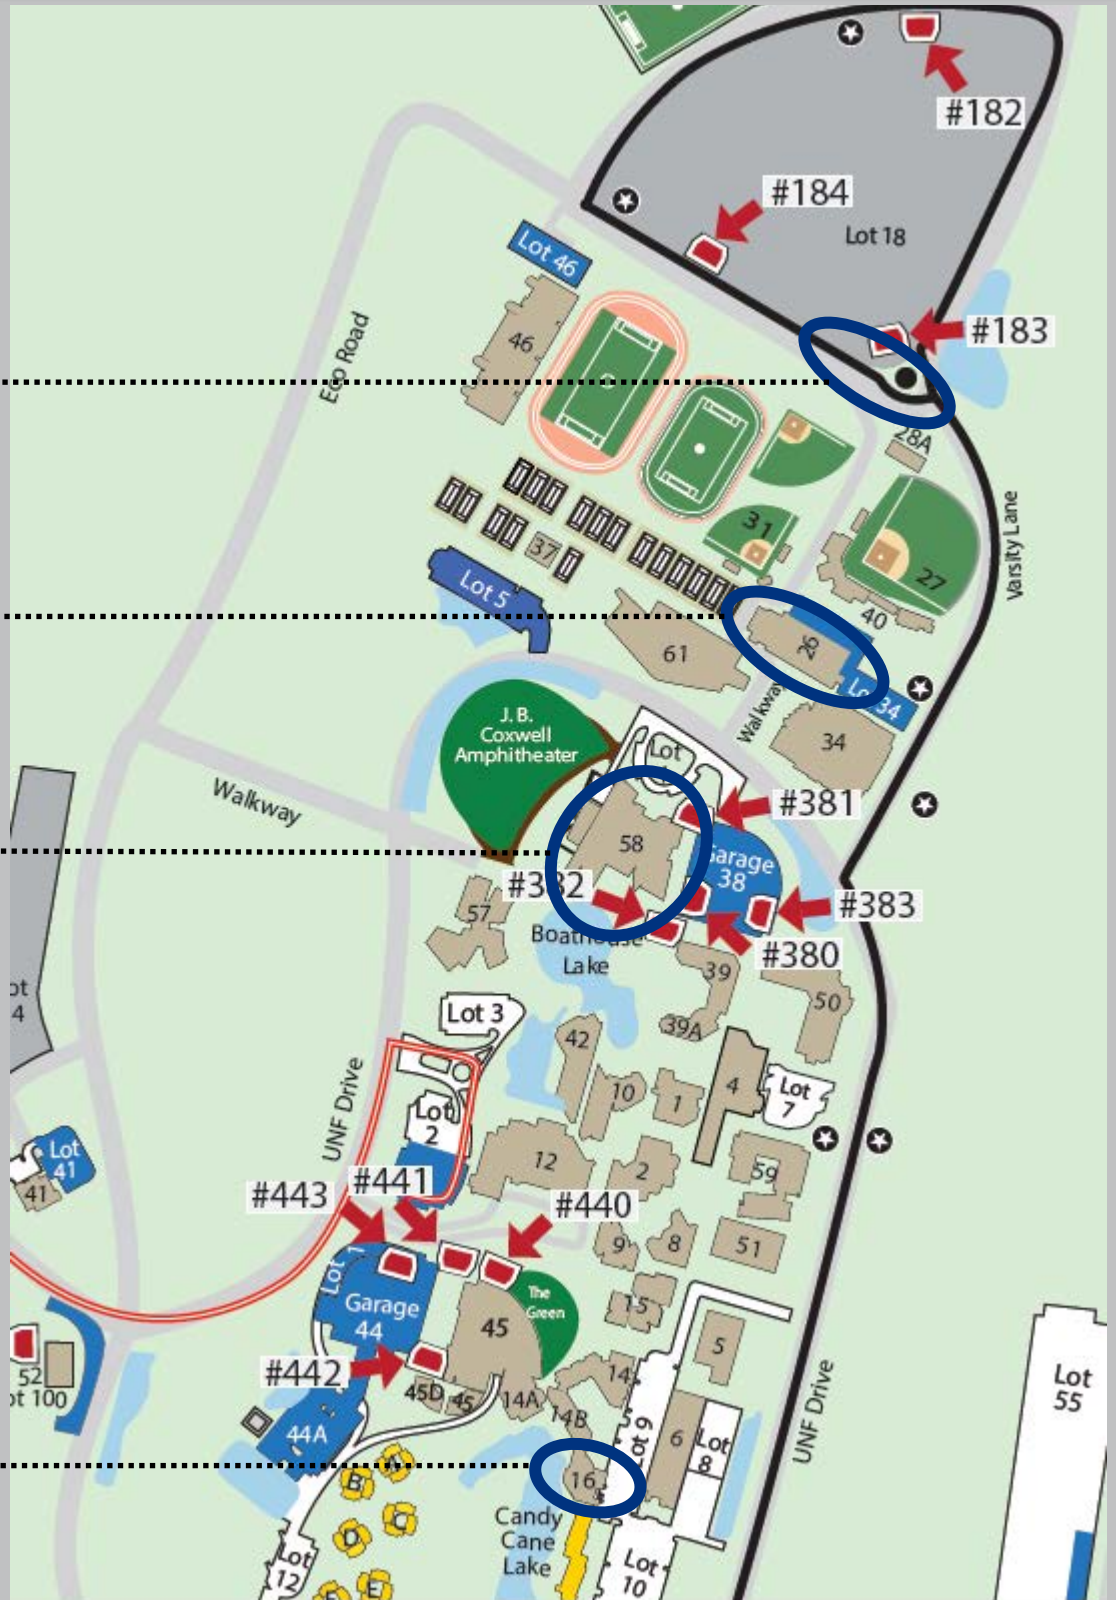 #182
#184
Lot 18
Lot 46
#183
46
Eco Road
28A
31
37
27
Varsity Lane
Lot 5
40
26
61
Lot 34
Walkway
J. B.
Coxwell
Amphitheater
34
Lot
Walkway
#381
58
Garage
38
#382
#383
57
Boathouse
Lake
#380
39
50
ot
4
Lot 3
39A
42
UNF Drive
4
Lot
7
10
1
Lot
2
Lot
41
41
12
2
59
#441
#443
#440
9
8
51
Lot 1
The
Green
Garage
44
15
45
5
#442
52
ot 100
45D
45
14A
14
14B
Lot
55
44A
Lot 9
6
Lot
8
UNF Drive
16
A
B
C
D
Candy
Cane
Lake
Lot
12
E
Lot
10